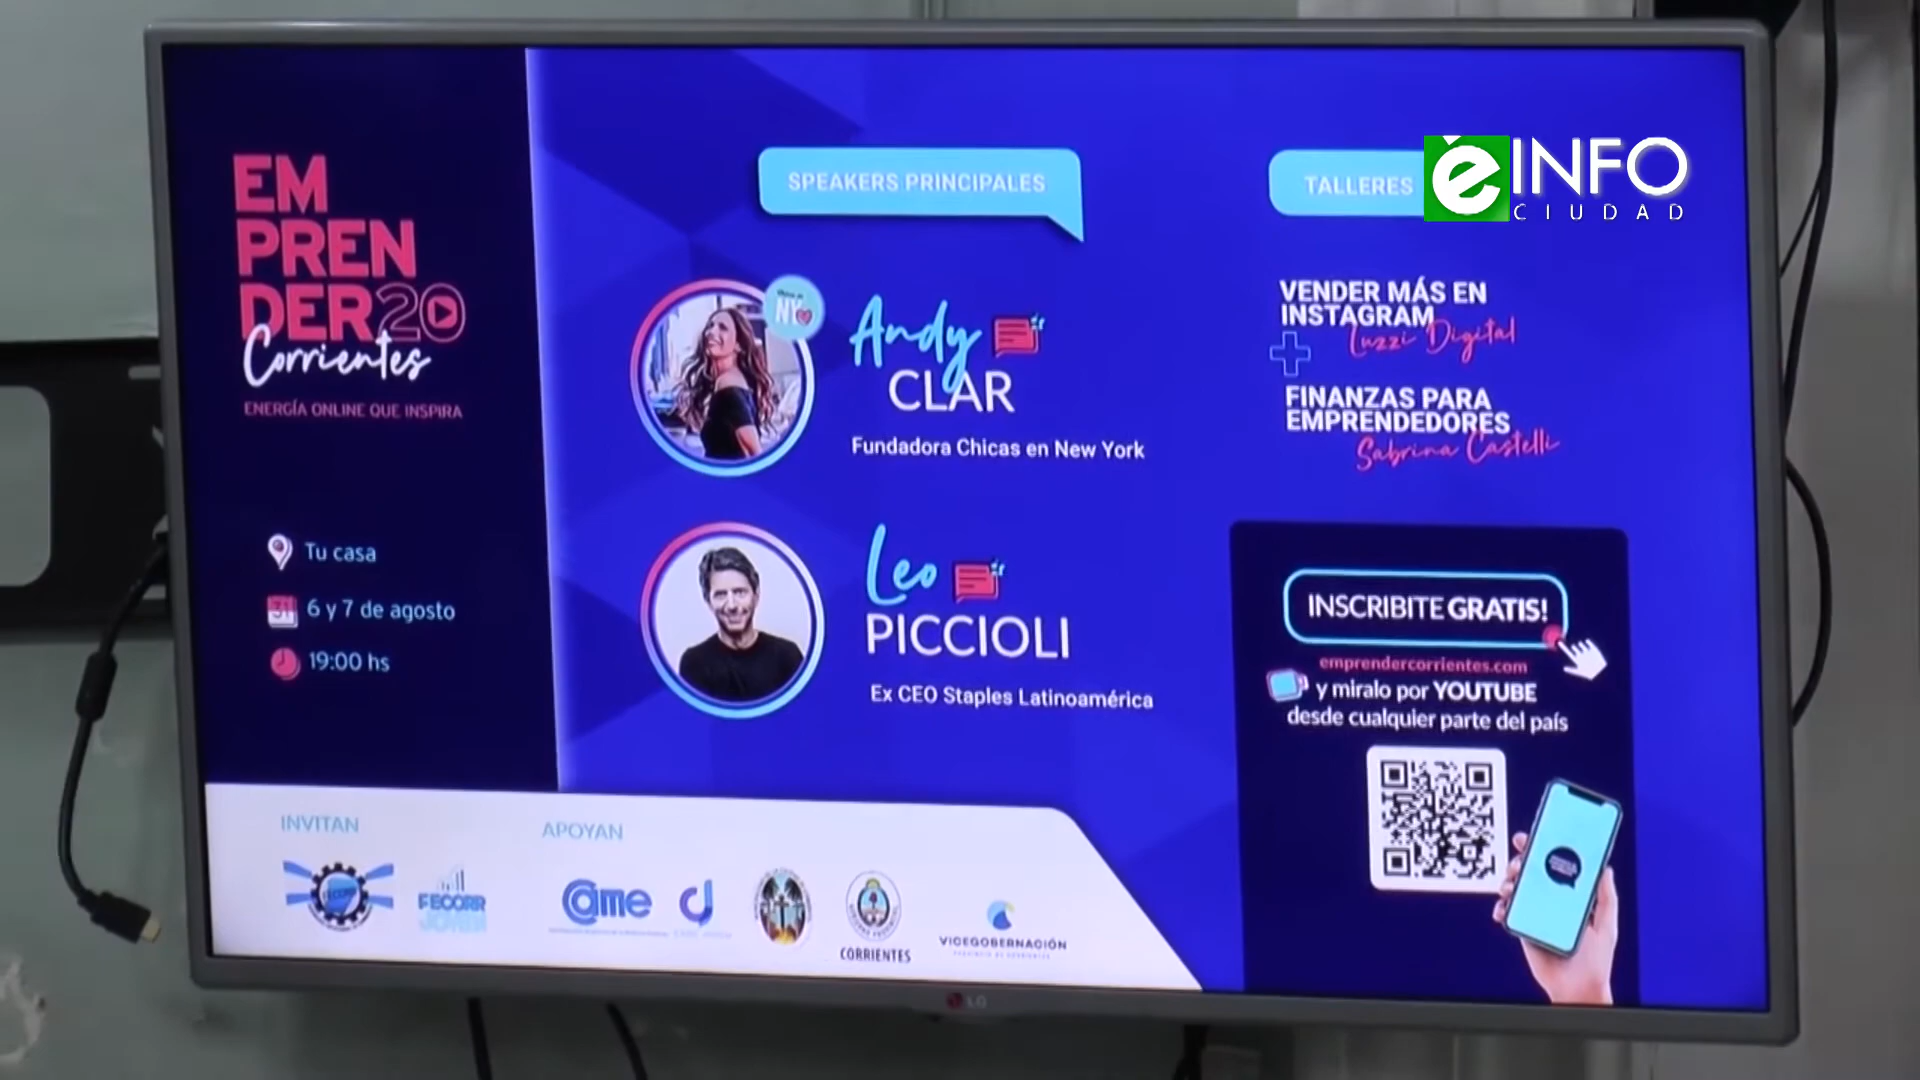 EM
PREN
DER20
Corrientes
ENERGÍA ONLINE QUE INSPIRA
Tu casa
6 y 7 de agosto
19:00 hs
SPEAKERS PRINCIPALES
NY
Andy
CLAR
Fundadora Chicas en New York
Leo
PICCIOLI
Ex CEO Staples Latinoamérica
TALLERES
è INFO
CIUDAD
VENDER MÁS EN
INSTAGRAM
Luzzi Digital
FINANZAS PARA
EMPRENDEDORES
Sabrina Castelli
INSCRIBITE GRATIS!
emprendercorrientes.com
y miralo por YOUTUBE
desde cualquier parte del país
INVITAN
APOYAN
FECORR
JOVEN
came
CORRIENTES
VICEGOBERNACIÓN
LG